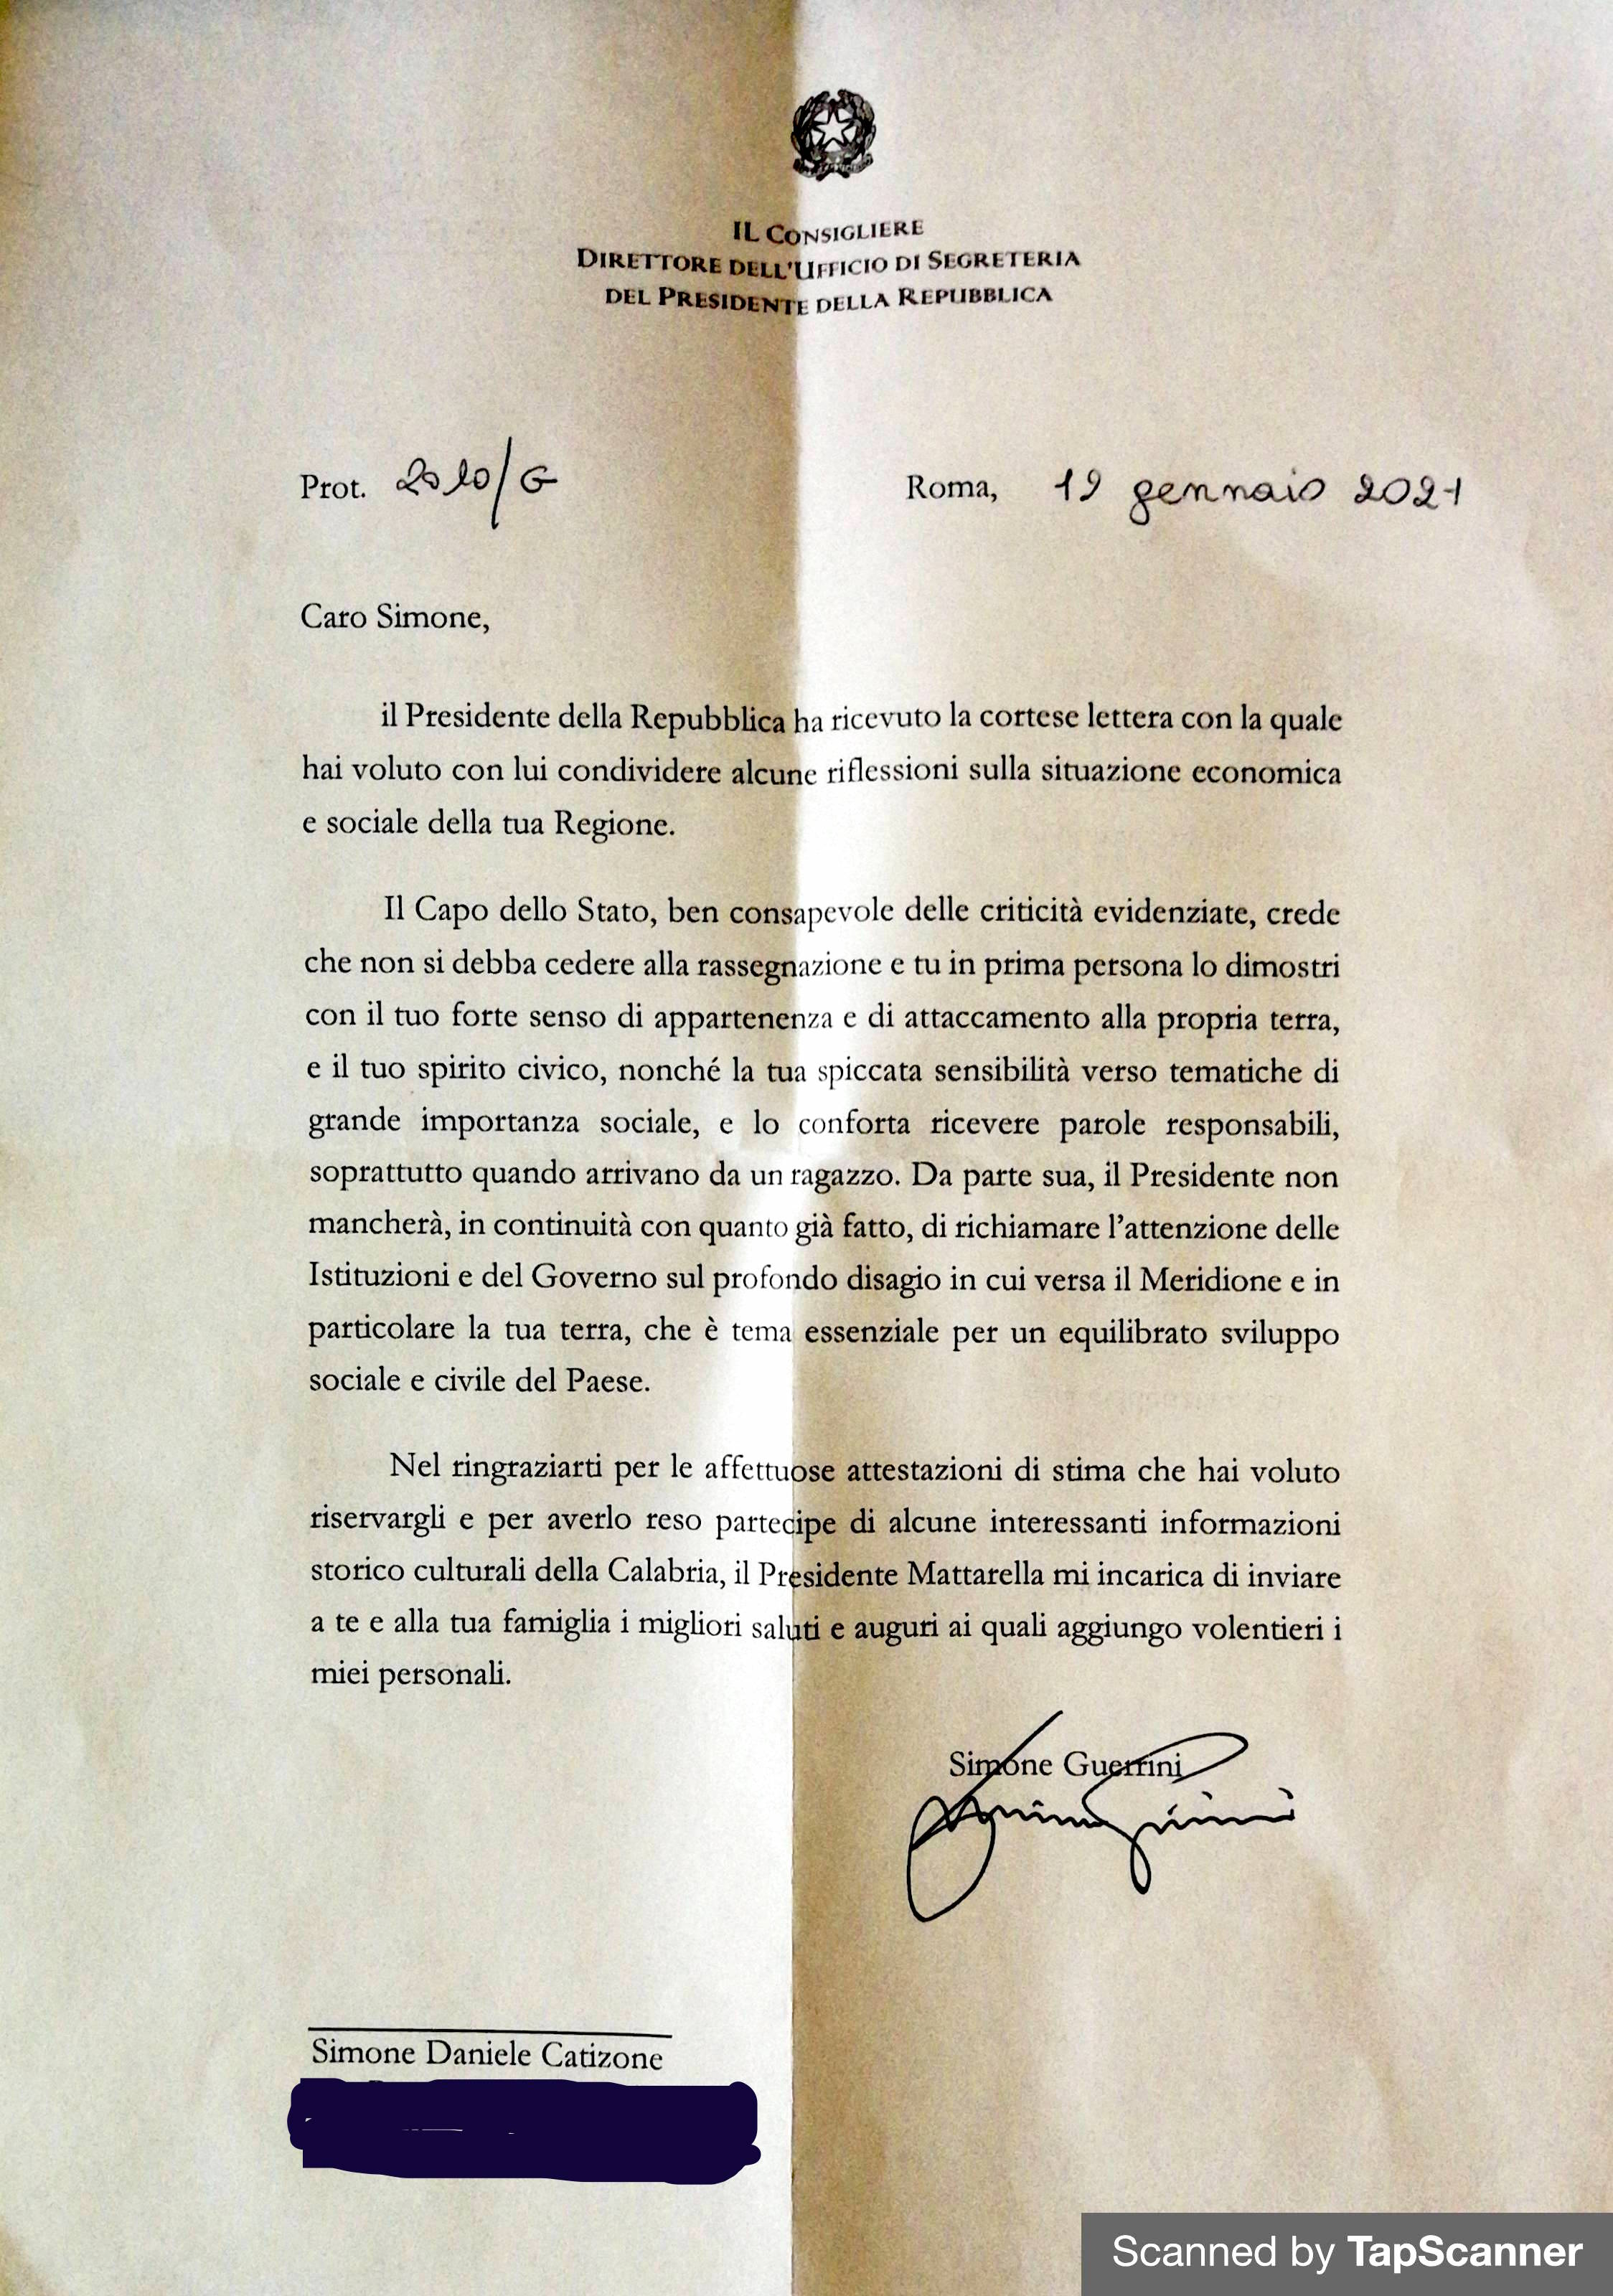 IL CONSIGLIERE
DIRETTORE DELL'UFFICIO DI SEGRETERIA
DEL PRESIDENTE DELLA REPUBBLICA
Prot. 2010/G
Roma, 19 gennaio 2021
Caro Simone,
il Presidente della Repubblica ha ricevuto la cortese lettera con la quale
hai voluto con lui condividere alcune riflessioni sulla situazione economica
e sociale della tua Regione.
Il Capo dello Stato, ben consapevole delle criticità evidenziate, crede
che non si debba cedere alla rassegnazione e tu in prima persona lo dimostri
con il tuo forte senso di appartenenza e di attaccamento alla propria terra,
e il tuo spirito civico, nonché la tua spiccata sensibilità verso tematiche di
grande importanza sociale, e lo conforta ricevere parole responsabili,
soprattutto quando arrivano da un ragazzo. Da parte sua, il Presidente non
mancherà, in continuità con quanto già fatto, di richiamare l'attenzione delle
Istituzioni e del Governo sul profondo disagio in cui versa il Meridione e in
particolare la tua terra, che è tema essenziale per un equilibrato sviluppo
sociale e civile del Paese.
Nel ringraziarti per le affettuose attestazioni di stima che hai voluto
riservargli e per averlo reso partecipe di alcune interessanti informazioni
storico culturali della Calabria, il Presidente Mattarella mi incarica di inviare
a te e alla tua famiglia i migliori saluti e auguri ai quali aggiungo volentieri i
miei personali.
Simone Guerrini
Simone Daniele Catizone
Scanned by TapScanner